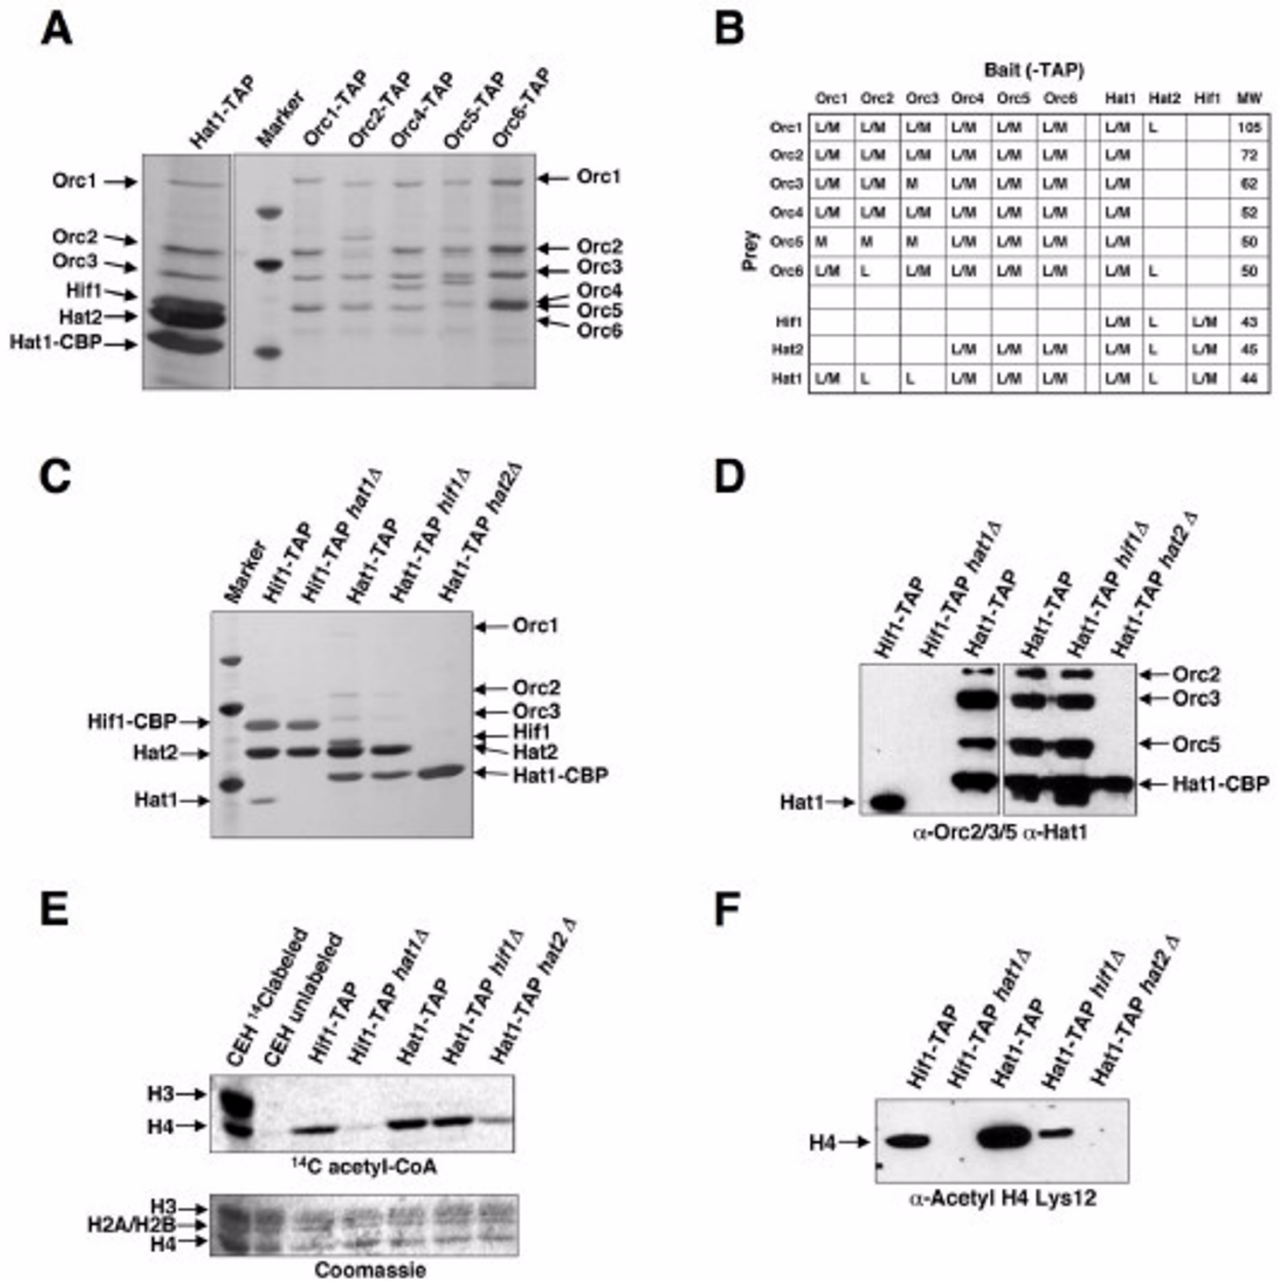 A
Hat1-TAP
Marker
Orc1-TAP
Orc2-TAP
Orc4-TAP
Orc5-TAP
Orc6-TAP
Orc1
Orc2
Orc3
Hif1
Hat2
Hat1-CBP
Orc1
Orc2
Orc3
Orc4
Orc5
Orc6
B
Bait (-TAP)
Orc1 Orc2 Orc3 Orc4 Orc5 Orc6 Hat1 Hat2 Hif1 MW
Prey
Orc1 L/M L/M L/M L/M L/M L/M L/M L 105
Orc2 L/M L/M L/M L/M L/M L/M L/M 72
Orc3 L/M L/M M L/M L/M L/M L/M 62
Orc4 L/M L/M L/M L/M L/M L/M L/M 52
Orc5 M M M L/M L/M L/M L/M 50
Orc6 L/M L L/M L/M L/M L/M L/M L 50
Hif1 L/M L L/M 43
Hat2 L/M L/M L/M L/M L L/M 45
Hat1 L/M L L L/M L/M L/M L/M L L/M 44
C
Marker
Hif1-TAP
Hif1-TAP hat1Δ
Hat1-TAP
Hat1-TAP hif1Δ
Hat1-TAP hat2Δ
Hif1-CBP
Hat2
Hat1
Orc1
Orc2
Orc3
Hif1
Hat2
Hat1-CBP
D
Hif1-TAP
Hif1-TAP hat1Δ
Hat1-TAP
Hat1-TAP
Hat1-TAP hif1Δ
Hat1-TAP hat2 Δ
Hat1
Orc2
Orc3
Orc5
Hat1-CBP
α-Orc2/3/5 α-Hat1
E
CEH ¹⁴Clabeled
CEH unlabeled
Hif1-TAP
Hif1-TAP hat1Δ
Hat1-TAP
Hat1-TAP hif1Δ
Hat1-TAP hat2 Δ
H3
H4
¹⁴C acetyl-CoA
H3
H2A/H2B
H4
Coomassie
F
Hif1-TAP
Hif1-TAP hat1Δ
Hat1-TAP
Hat1-TAP hif1Δ
Hat1-TAP hat2 Δ
H4
α-Acetyl H4 Lys12